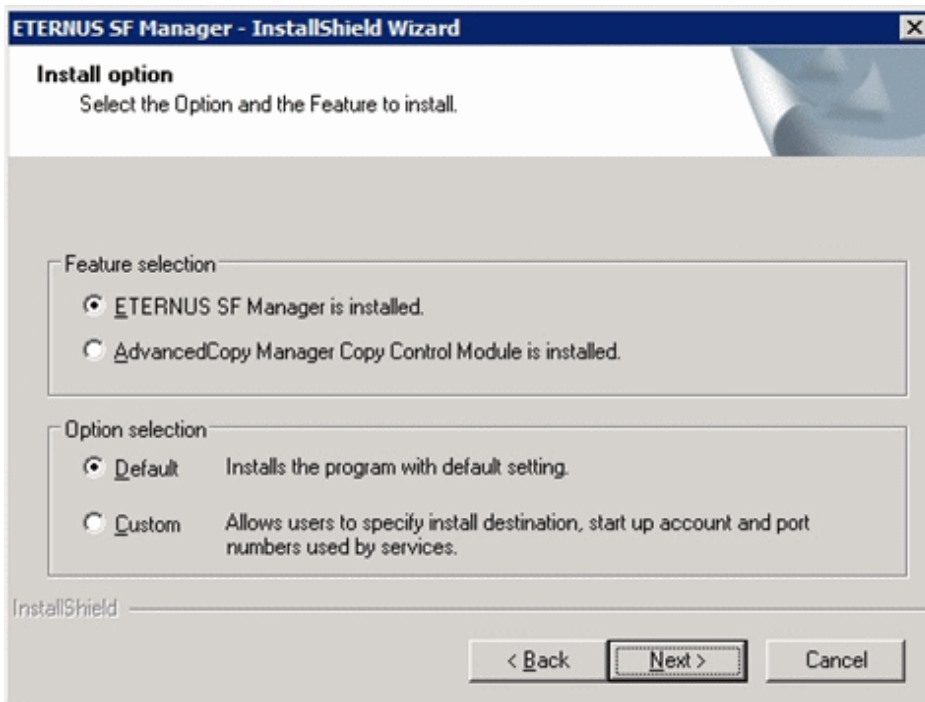 ETERNUS SF Manager - InstallShield Wizard
Install option
Select the Option and the Feature to install.
Feature selection
ETERNUS SF Manager is installed.
AdvancedCopy Manager Copy Control Module is installed.
Option selection
Default Installs the program with default setting.
Custom Allows users to specify install destination, start up account and port
numbers used by services.
InstallShield
< Back Next > Cancel